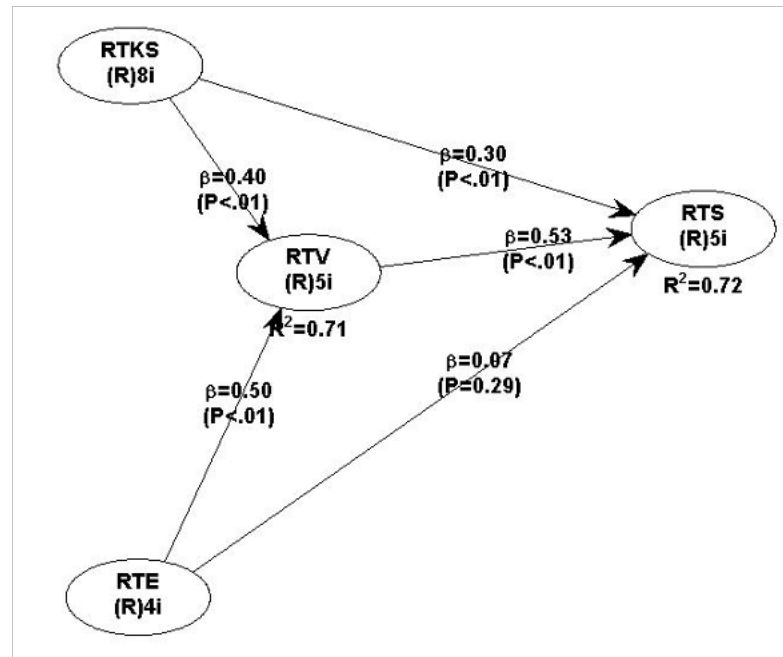 RTKS
(R)8i
β=0.30
(P<.01)
β=0.40
(P<.01)
RTS
(R)5i
R²=0.72
β=0.53
(P<.01)
RTV
(R)5i
R²=0.71
β=0.07
(P=0.29)
β=0.50
(P<.01)
RTE
(R)4i